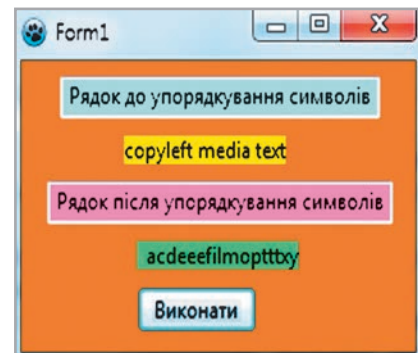 Form1
Рядок до упорядкування символів
copyleft media text
Рядок після упорядкування символів
acdeeefilmoptttxy
Виконати